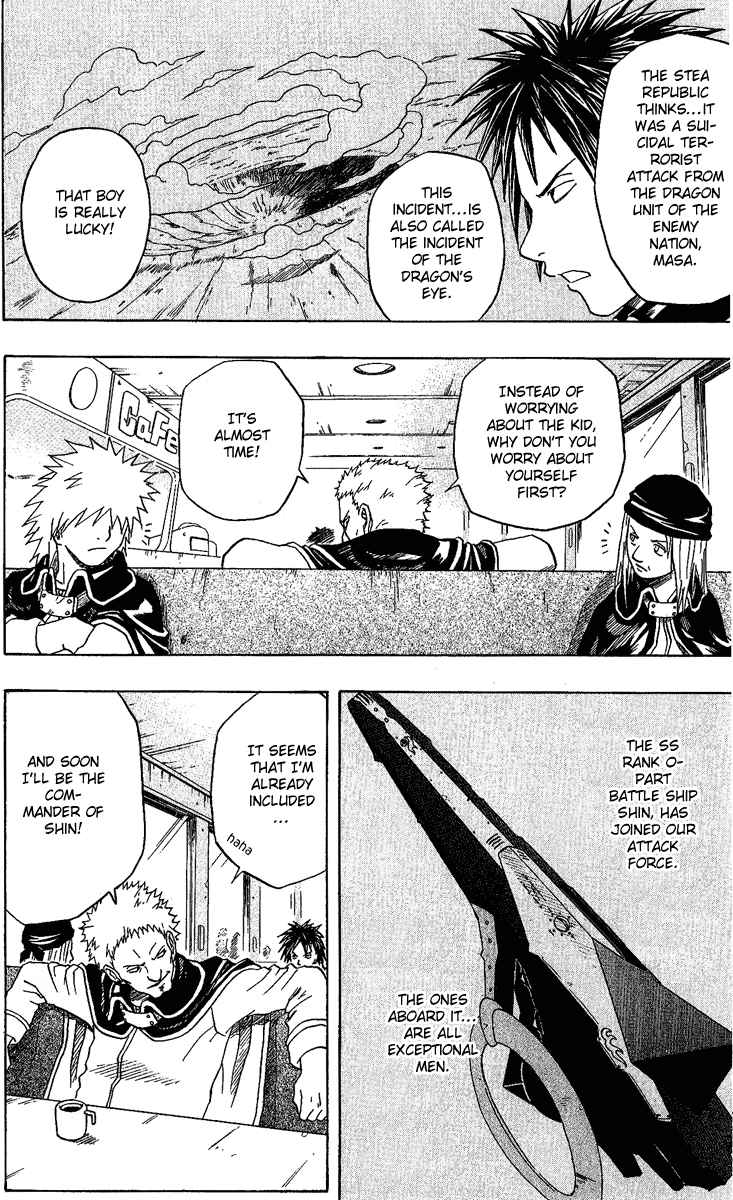 THE STEA
REPUBLIC
THINKS...IT
WAS A SUI-
CIDAL TER-
RORIST
ATTACK FROM
THE DRAGON
UNIT OF THE
ENEMY
NATION,
MASA.
THIS
INCIDENT...IS
ALSO CALLED
THE INCIDENT
OF THE
DRAGON'S
EYE.
THAT BOY
IS REALLY
LUCKY!
INSTEAD OF
WORRYING
ABOUT THE KID,
WHY DON'T YOU
WORRY ABOUT
YOURSELF
FIRST?
IT'S
ALMOST
TIME!
CaFe
THE SS
RANK O-
PART
BATTLE SHIP
SHIN, HAS
JOINED OUR
ATTACK
FORCE.
THE ONES
ABOARD IT...
ARE ALL
EXCEPTIONAL
MEN.
IT SEEMS
THAT I'M
ALREADY
INCLUDED
...
haha
AND SOON
I'LL BE THE
COM-
MANDER OF
SHIN!